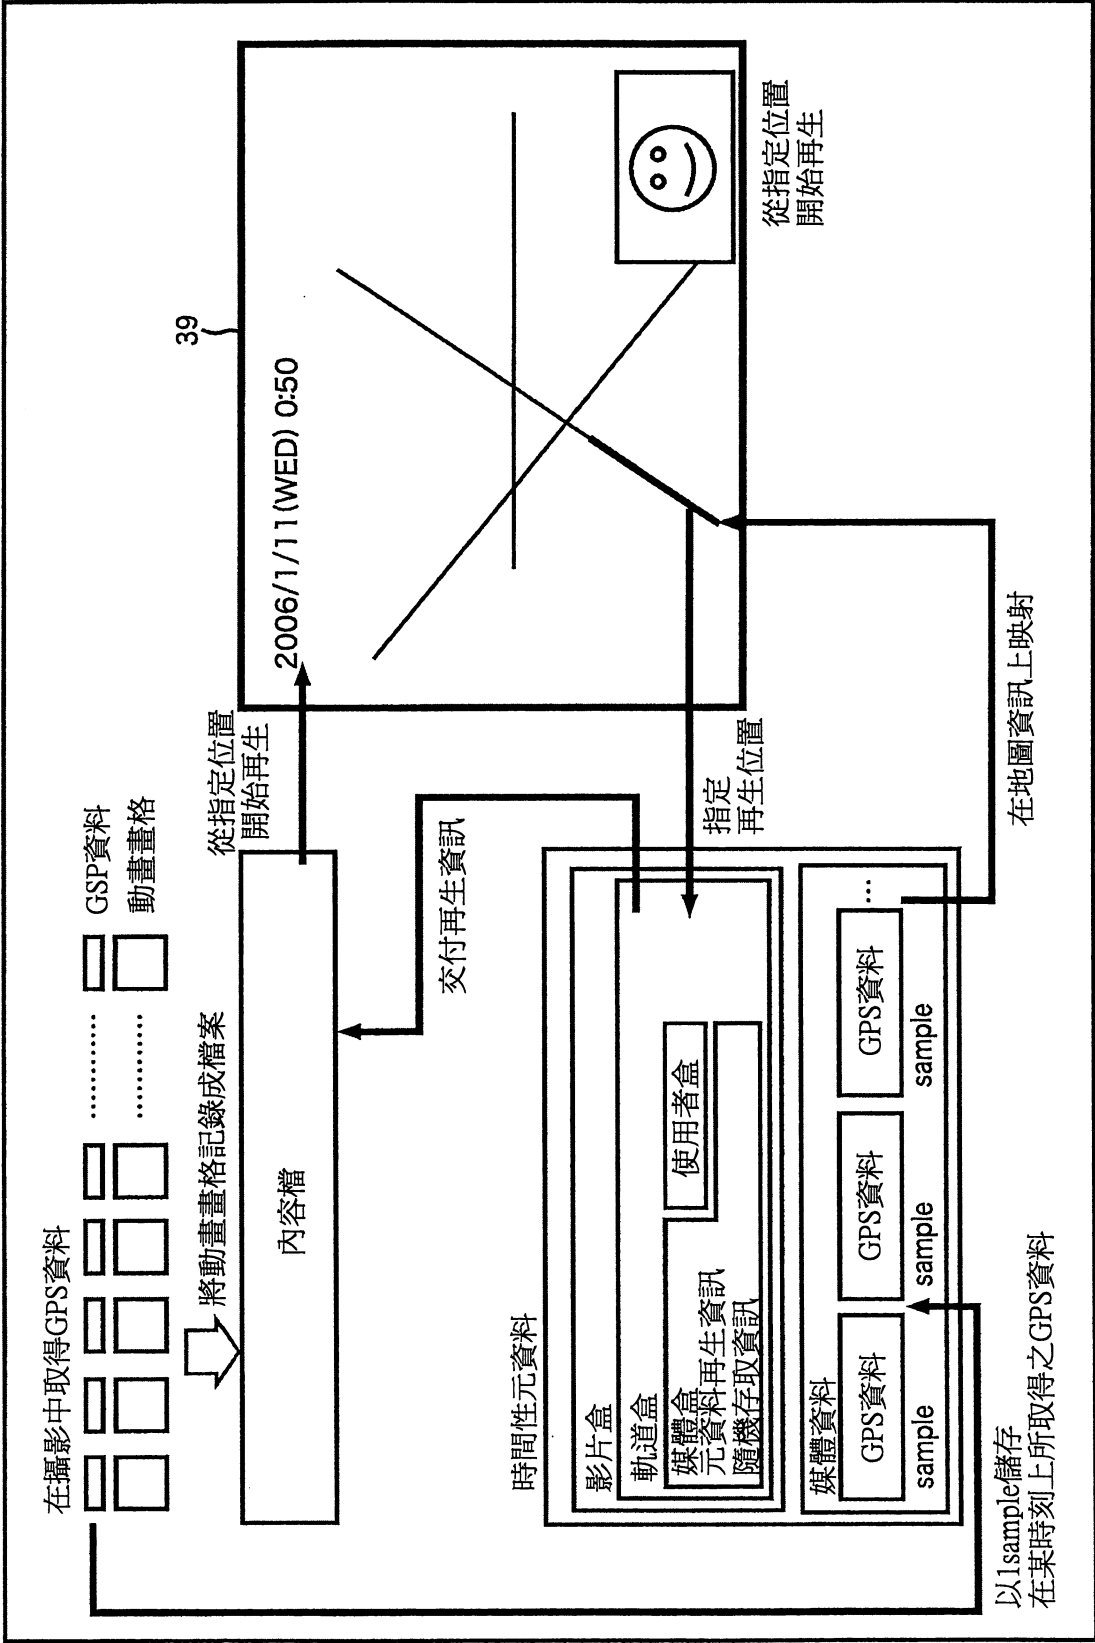 在攝影中取得GPS資料
GSP資料
動畫畫格
將動畫畫格記錄成檔案
內容檔
從指定位置
開始再生
39
2006/1/11(WED) 0:50
從指定位置
開始再生
交付再生資訊
指定
再生位置
時間性元資料
影片盒
軌道盒
媒體盒
元資料再生資訊
隨機存取資訊
使用者盒
媒體資料
GPS資料
GPS資料
GPS資料
...
sample
sample
sample
以1sample儲存
在某時刻上所取得之GPS資料
在地圖資訊上映射